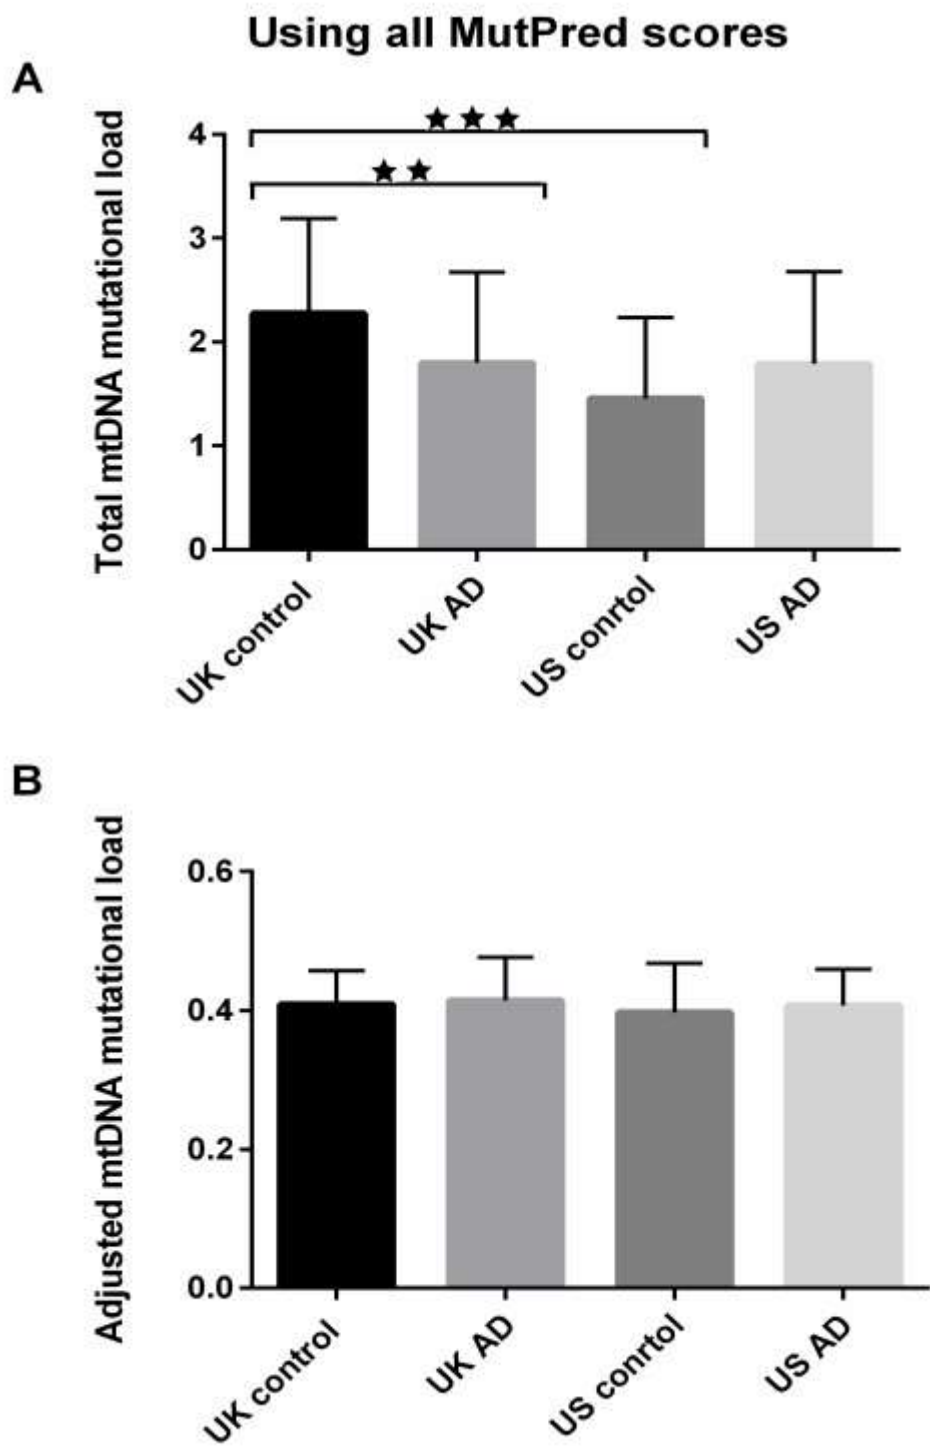 Using all MutPred scores
A
Total mtDNA mutational load
4
3
2
1
0
UK control
UK AD
US conrtol
US AD
B
Adjusted mtDNA mutational load
0.6
0.4
0.2
0.0
UK control
UK AD
US conrtol
US AD